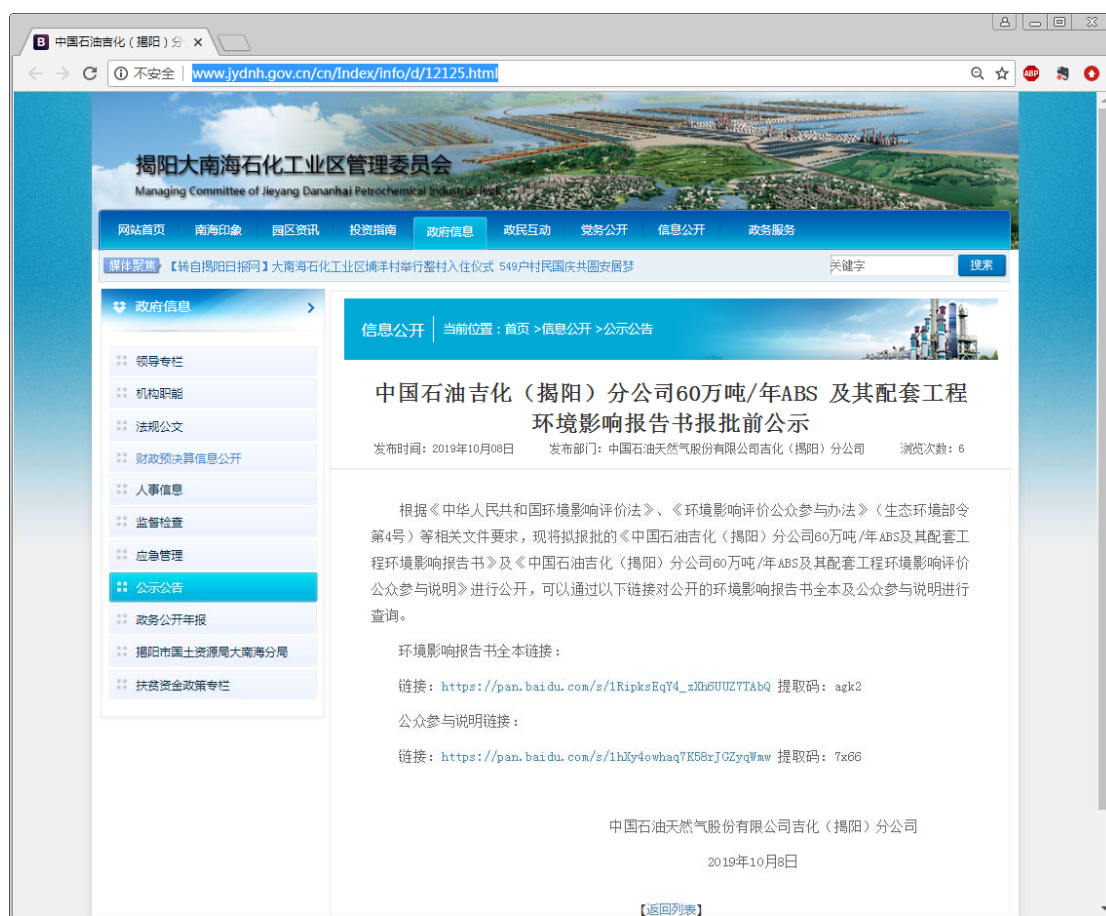 中国石油吉化（揭阳）分
不安全 www.jydnh.gov.cn/cn/Index/info/d/12125.html
ABP
揭阳大南海石化工业区管理委员会
Managing Committee of Jieyang Dananhai Petrochemical Industrial Park
网站首页 南海印象 园区资讯 投资指南 政府信息 政民互动 党务公开 信息公开 政务服务
媒体聚焦 【转自揭阳日报网】大南海石化工业区埔洋村举行整村入住仪式 549户村民国庆共圆安居梦 关键字 搜索
政府信息
领导专栏
机构职能
法规公文
财政预决算信息公开
人事信息
监督检查
应急管理
公示公告
政务公开年报
揭阳市国土资源局大南海分局
扶贫资金政策专栏
信息公开 当前位置：首页 >信息公开 >公示公告
中国石油吉化（揭阳）分公司60万吨/年ABS 及其配套工程
环境影响报告书报批前公示
发布时间：2019年10月08日 发布部门：中国石油天然气股份有限公司吉化（揭阳）分公司 浏览次数：6
根据《中华人民共和国环境影响评价法》、《环境影响评价公众参与办法》（生态环境部令
第4号）等相关文件要求，现将拟报批的《中国石油吉化（揭阳）分公司60万吨/年ABS及其配套工
程环境影响报告书》及《中国石油吉化（揭阳）分公司60万吨/年ABS及其配套工程环境影响评价
公众参与说明》进行公开，可以通过以下链接对公开的环境影响报告书全本及公众参与说明进行
查询。
环境影响报告书全本链接：
链接：https://pan.baidu.com/s/1RipksEqY4_zXh6UUZ7TAbQ 提取码：agk2
公众参与说明链接：
链接：https://pan.baidu.com/s/1hXy4owhaq7K58rJGZyqWmw 提取码：7x66
中国石油天然气股份有限公司吉化（揭阳）分公司
2019年10月8日
【返回列表】